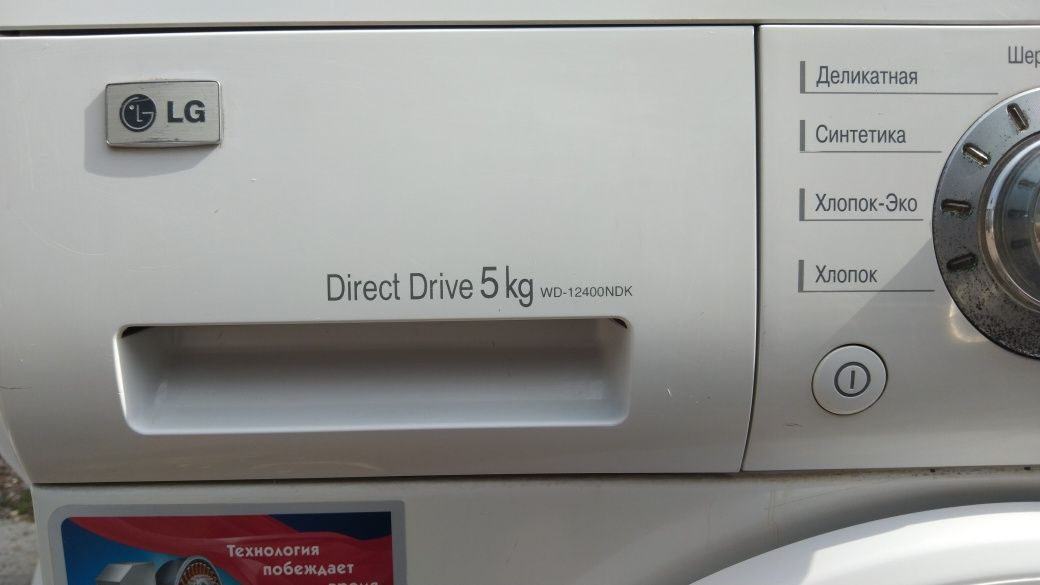 LG
Direct Drive 5 kg WD-12400NDK
Деликатная
Синтетика
Хлопок-Эко
Хлопок
Технология
побеждает